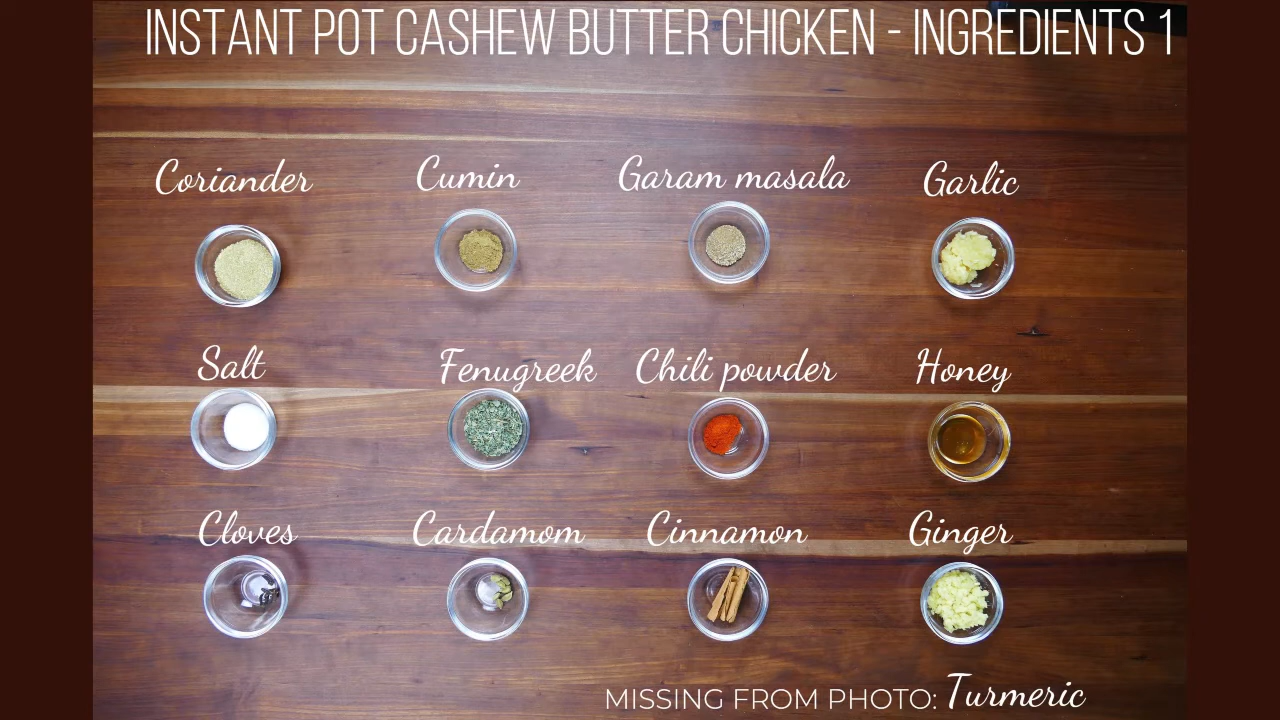 INSTANT POT CASHEW BUTTER CHICKEN - INGREDIENTS 1
Coriander
Cumin
Garam masala
Garlic
Salt
Fenugreek
Chili powder
Honey
Cloves
Cardamom
Cinnamon
Ginger
MISSING FROM PHOTO: Turmeric